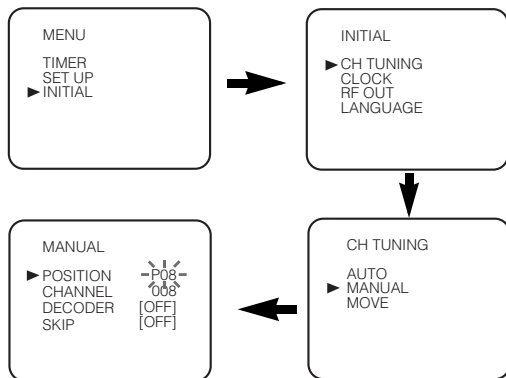 MENU
TIMER
SET UP
INITIAL
INITIAL
CH TUNING
CLOCK
RF OUT
LANGUAGE
CH TUNING
AUTO
MANUAL
MOVE
MANUAL
POSITION P08
CHANNEL 008
DECODER [OFF]
SKIP [OFF]